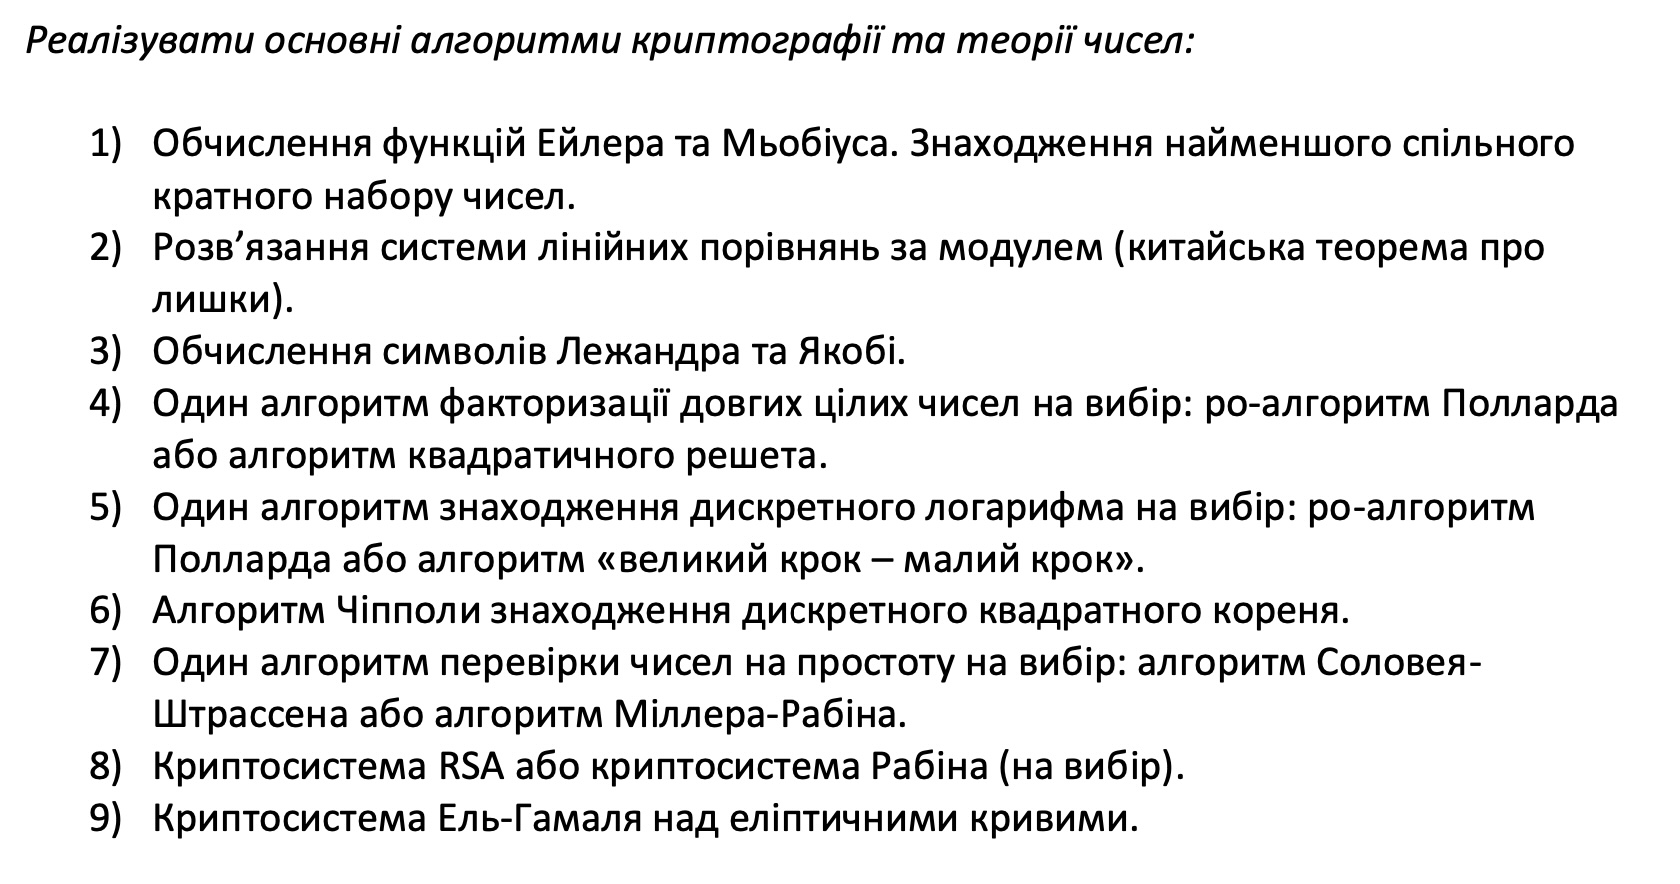 Реалізувати основні алгоритми криптографії та теорії чисел:
1) Обчислення функцій Ейлера та Мьобіуса. Знаходження найменшого спільного
кратного набору чисел.
2) Розв’язання системи лінійних порівнянь за модулем (китайська теорема про
лишки).
3) Обчислення символів Лежандра та Якобі.
4) Один алгоритм факторизації довгих цілих чисел на вибір: ро-алгоритм Полларда
або алгоритм квадратичного решета.
5) Один алгоритм знаходження дискретного логарифма на вибір: ро-алгоритм
Полларда або алгоритм «великий крок – малий крок».
6) Алгоритм Чіпполи знаходження дискретного квадратного кореня.
7) Один алгоритм перевірки чисел на простоту на вибір: алгоритм Соловея-
Штрассена або алгоритм Міллера-Рабіна.
8) Криптосистема RSA або криптосистема Рабіна (на вибір).
9) Криптосистема Ель-Гамаля над еліптичними кривими.